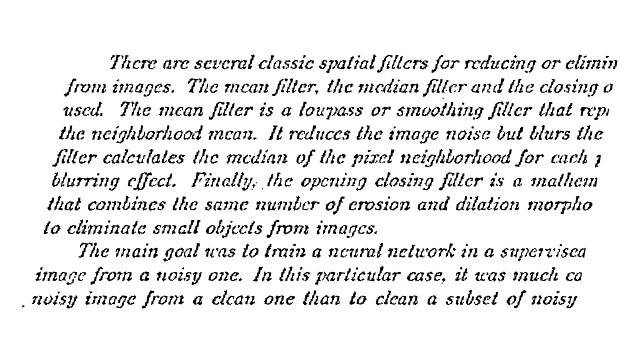 There are several classic spatial filters for reducing or elimin
from images. The mean filter, the median filter and the closing o
used. The mean filter is a lowpass or smoothing filter that repl
the neighborhood mean. It reduces the image noise but blurs the
filter calculates the median of the pixel neighborhood for each
blurring effect. Finally, the opening closing filter is a mathem
that combines the same number of erosion and dilation morpho
to eliminate small objects from images.
The main goal was to train a neural network in a supervised
image from a noisy one. In this particular case, it was much ea
noisy image from a clean one than to clean a subset of noisy